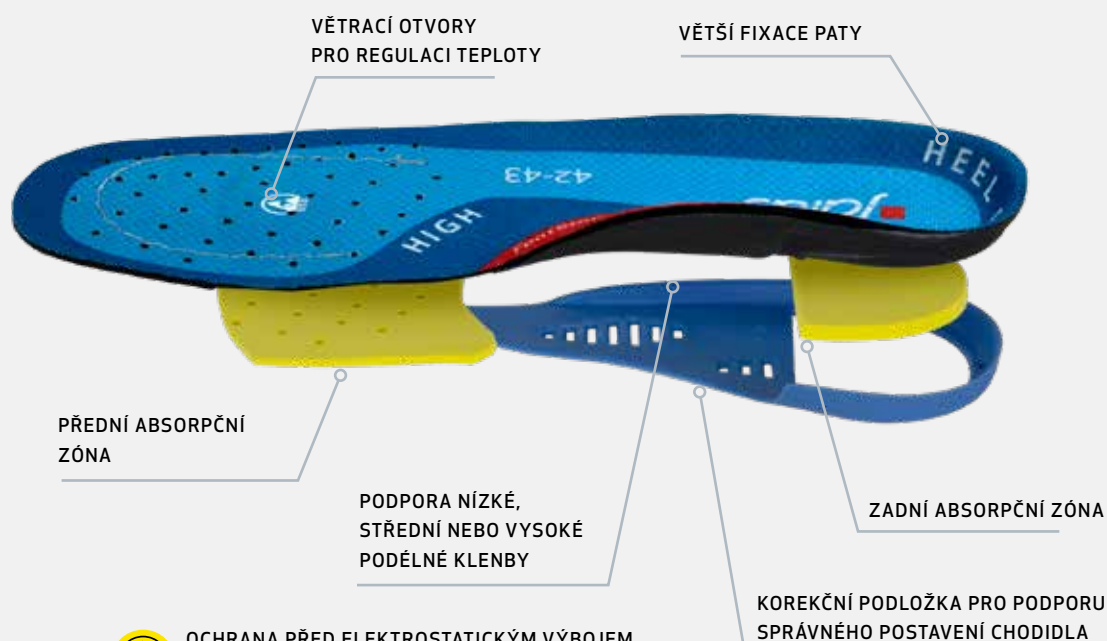 VĚTRACÍ OTVORY
PRO REGULACI TEPLOTY
VĚTŠÍ FIXACE PATY
HEEL
42-43
jalas
HIGH
PŘEDNÍ ABSORPČNÍ
ZÓNA
PODPORA NÍZKÉ,
STŘEDNÍ NEBO VYSOKÉ
PODÉLNÉ KLENBY
ZADNÍ ABSORPČNÍ ZÓNA
KOREKČNÍ PODLOŽKA PRO PODPORU
SPRÁVNÉHO POSTAVENÍ CHODIDLA
OCHRANA PŘED ELEKTROSTATICKÝM VÝBOJEM